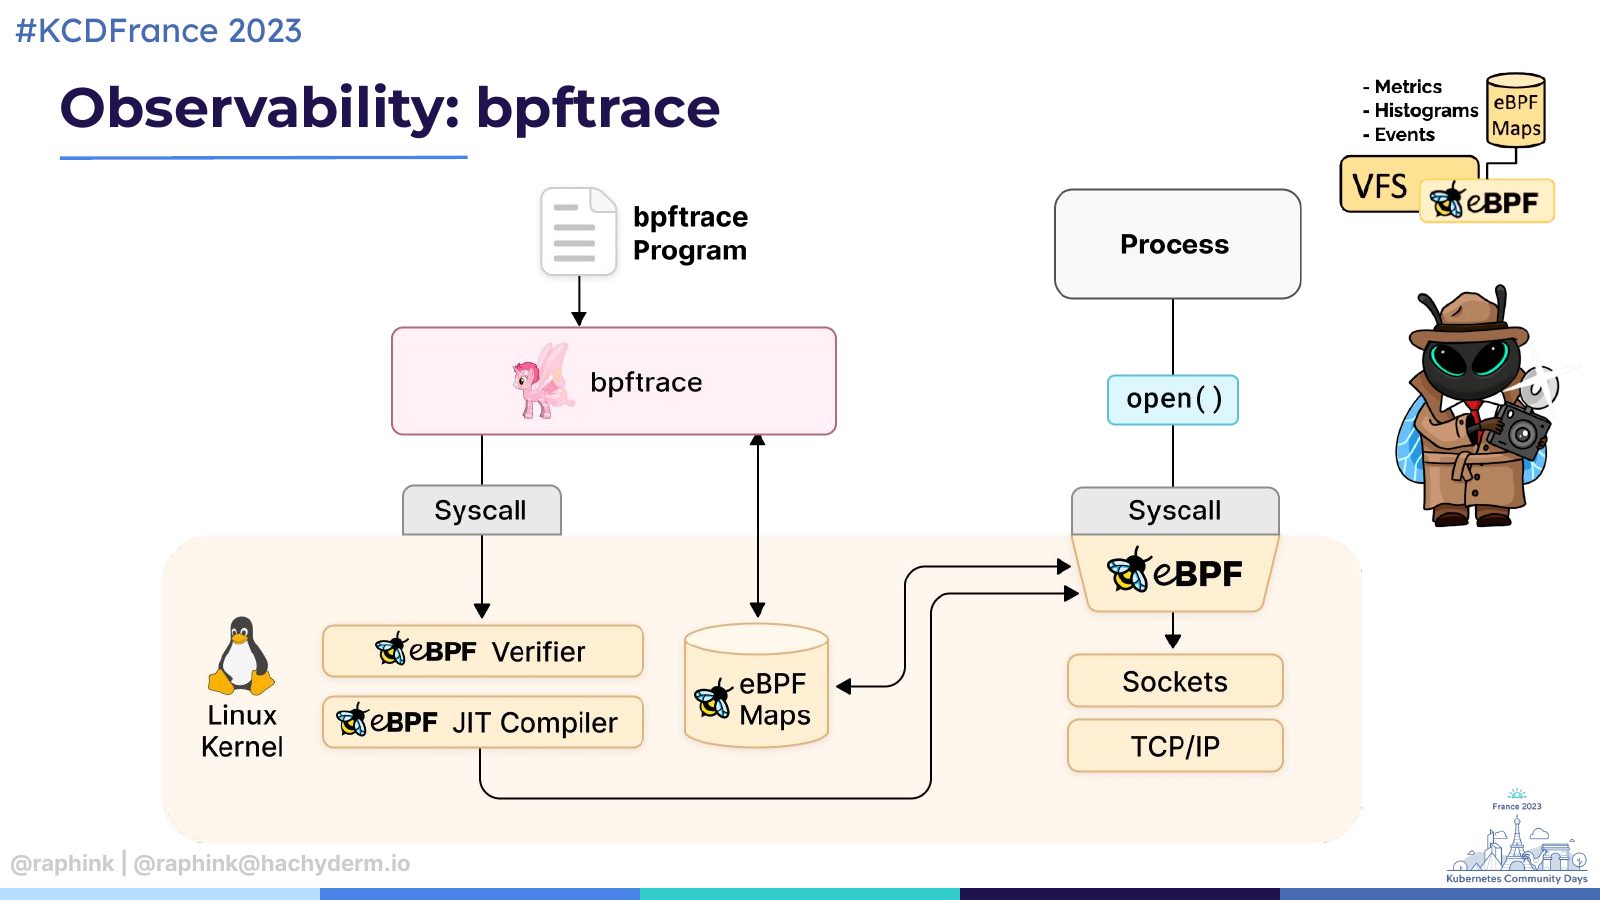 #KCDFrance 2023
Observability: bpftrace
- Metrics
- Histograms
- Events
eBPF
Maps
VFS
eBPF
bpftrace
Program
Process
bpftrace
open()
Syscall
Syscall
eBPF
eBPF Verifier
eBPF JIT Compiler
eBPF
Maps
Sockets
TCP/IP
Linux
Kernel
France 2023
Kubernetes Community Days
@raphink | @raphink@hachyderm.io